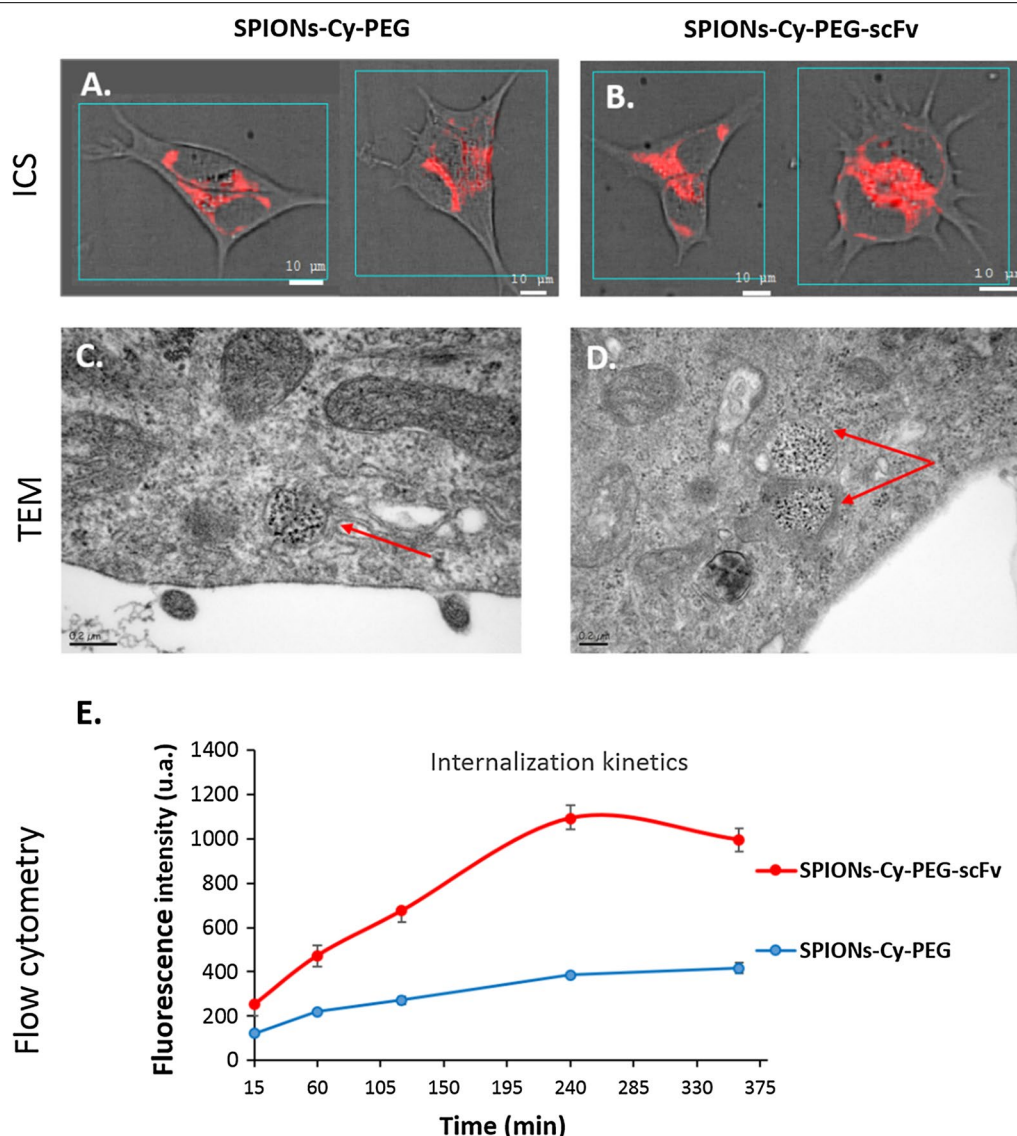 SPIONs-Cy-PEG
SPIONs-Cy-PEG-scFv
ICS
A.
10 µm
10 µm
B.
10 µm
10 µm
TEM
C.
0.2 µm
D.
0.2 µm
Flow cytometry
E.
Internalization kinetics
Fluorescence intensity (u.a.)
1400
1200
1000
800
600
400
200
0
15 60 105 150 195 240 285 330 375
Time (min)
SPIONs-Cy-PEG-scFv
SPIONs-Cy-PEG